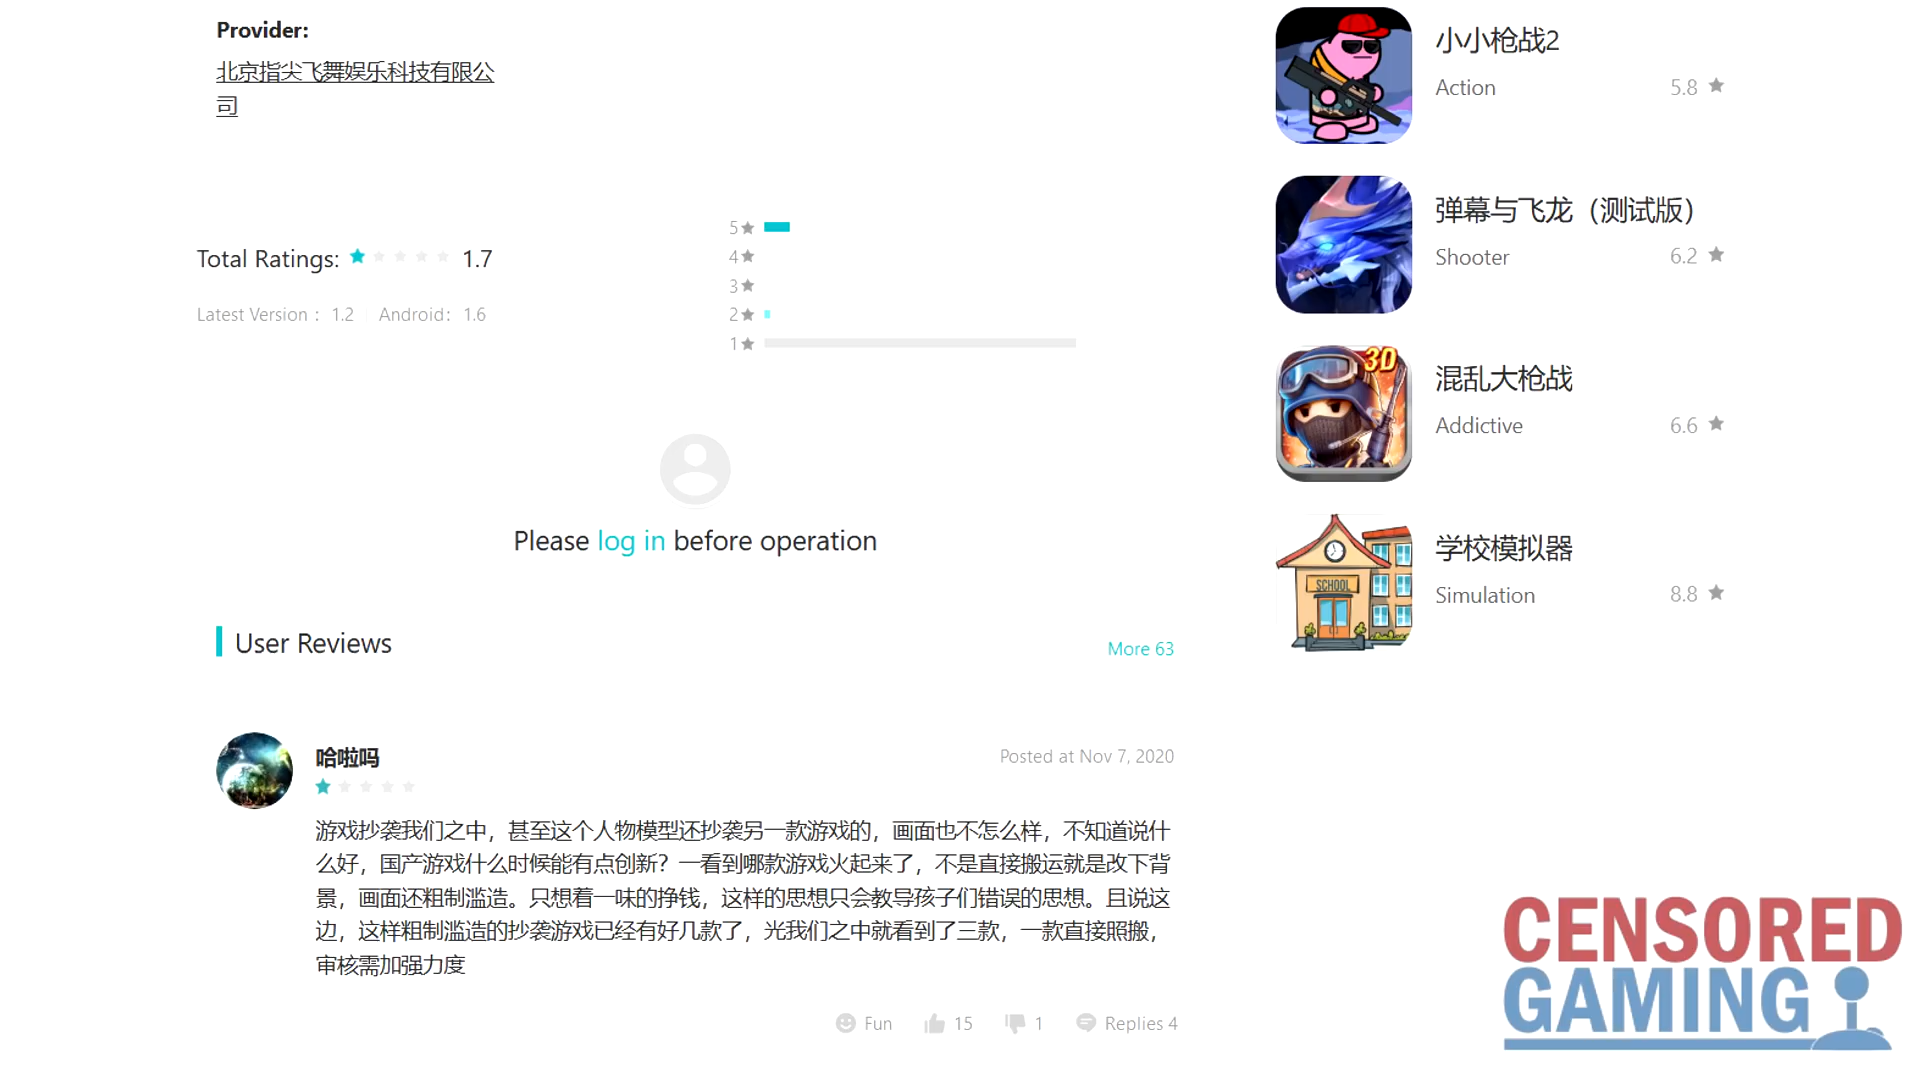 Provider:
北京指尖飞舞娱乐科技有限公
司
Total Ratings: 1.7
Latest Version： 1.2 Android： 1.6
5
4
3
2
1
Please log in before operation
User Reviews
More 63
哈啦吗
Posted at Nov 7, 2020
游戏抄袭我们之中，甚至这个人物模型还抄袭另一款游戏的，画面也不怎么样，不知道说什
么好，国产游戏什么时候能有点创新？一看到哪款游戏火起来了，不是直接搬运就是改下背
景，画面还粗制滥造。只想着一味的挣钱，这样的思想只会教导孩子们错误的思想。且说这
边，这样粗制滥造的抄袭游戏已经有好几款了，光我们之中就看到了三款，一款直接照搬，
审核需加强力度
Fun 15 1 Replies 4
小小枪战2
Action 5.8
弹幕与飞龙（测试版）
Shooter 6.2
3D
混乱大枪战
Addictive 6.6
SCHOOL
学校模拟器
Simulation 8.8
CENSORED
GAMING